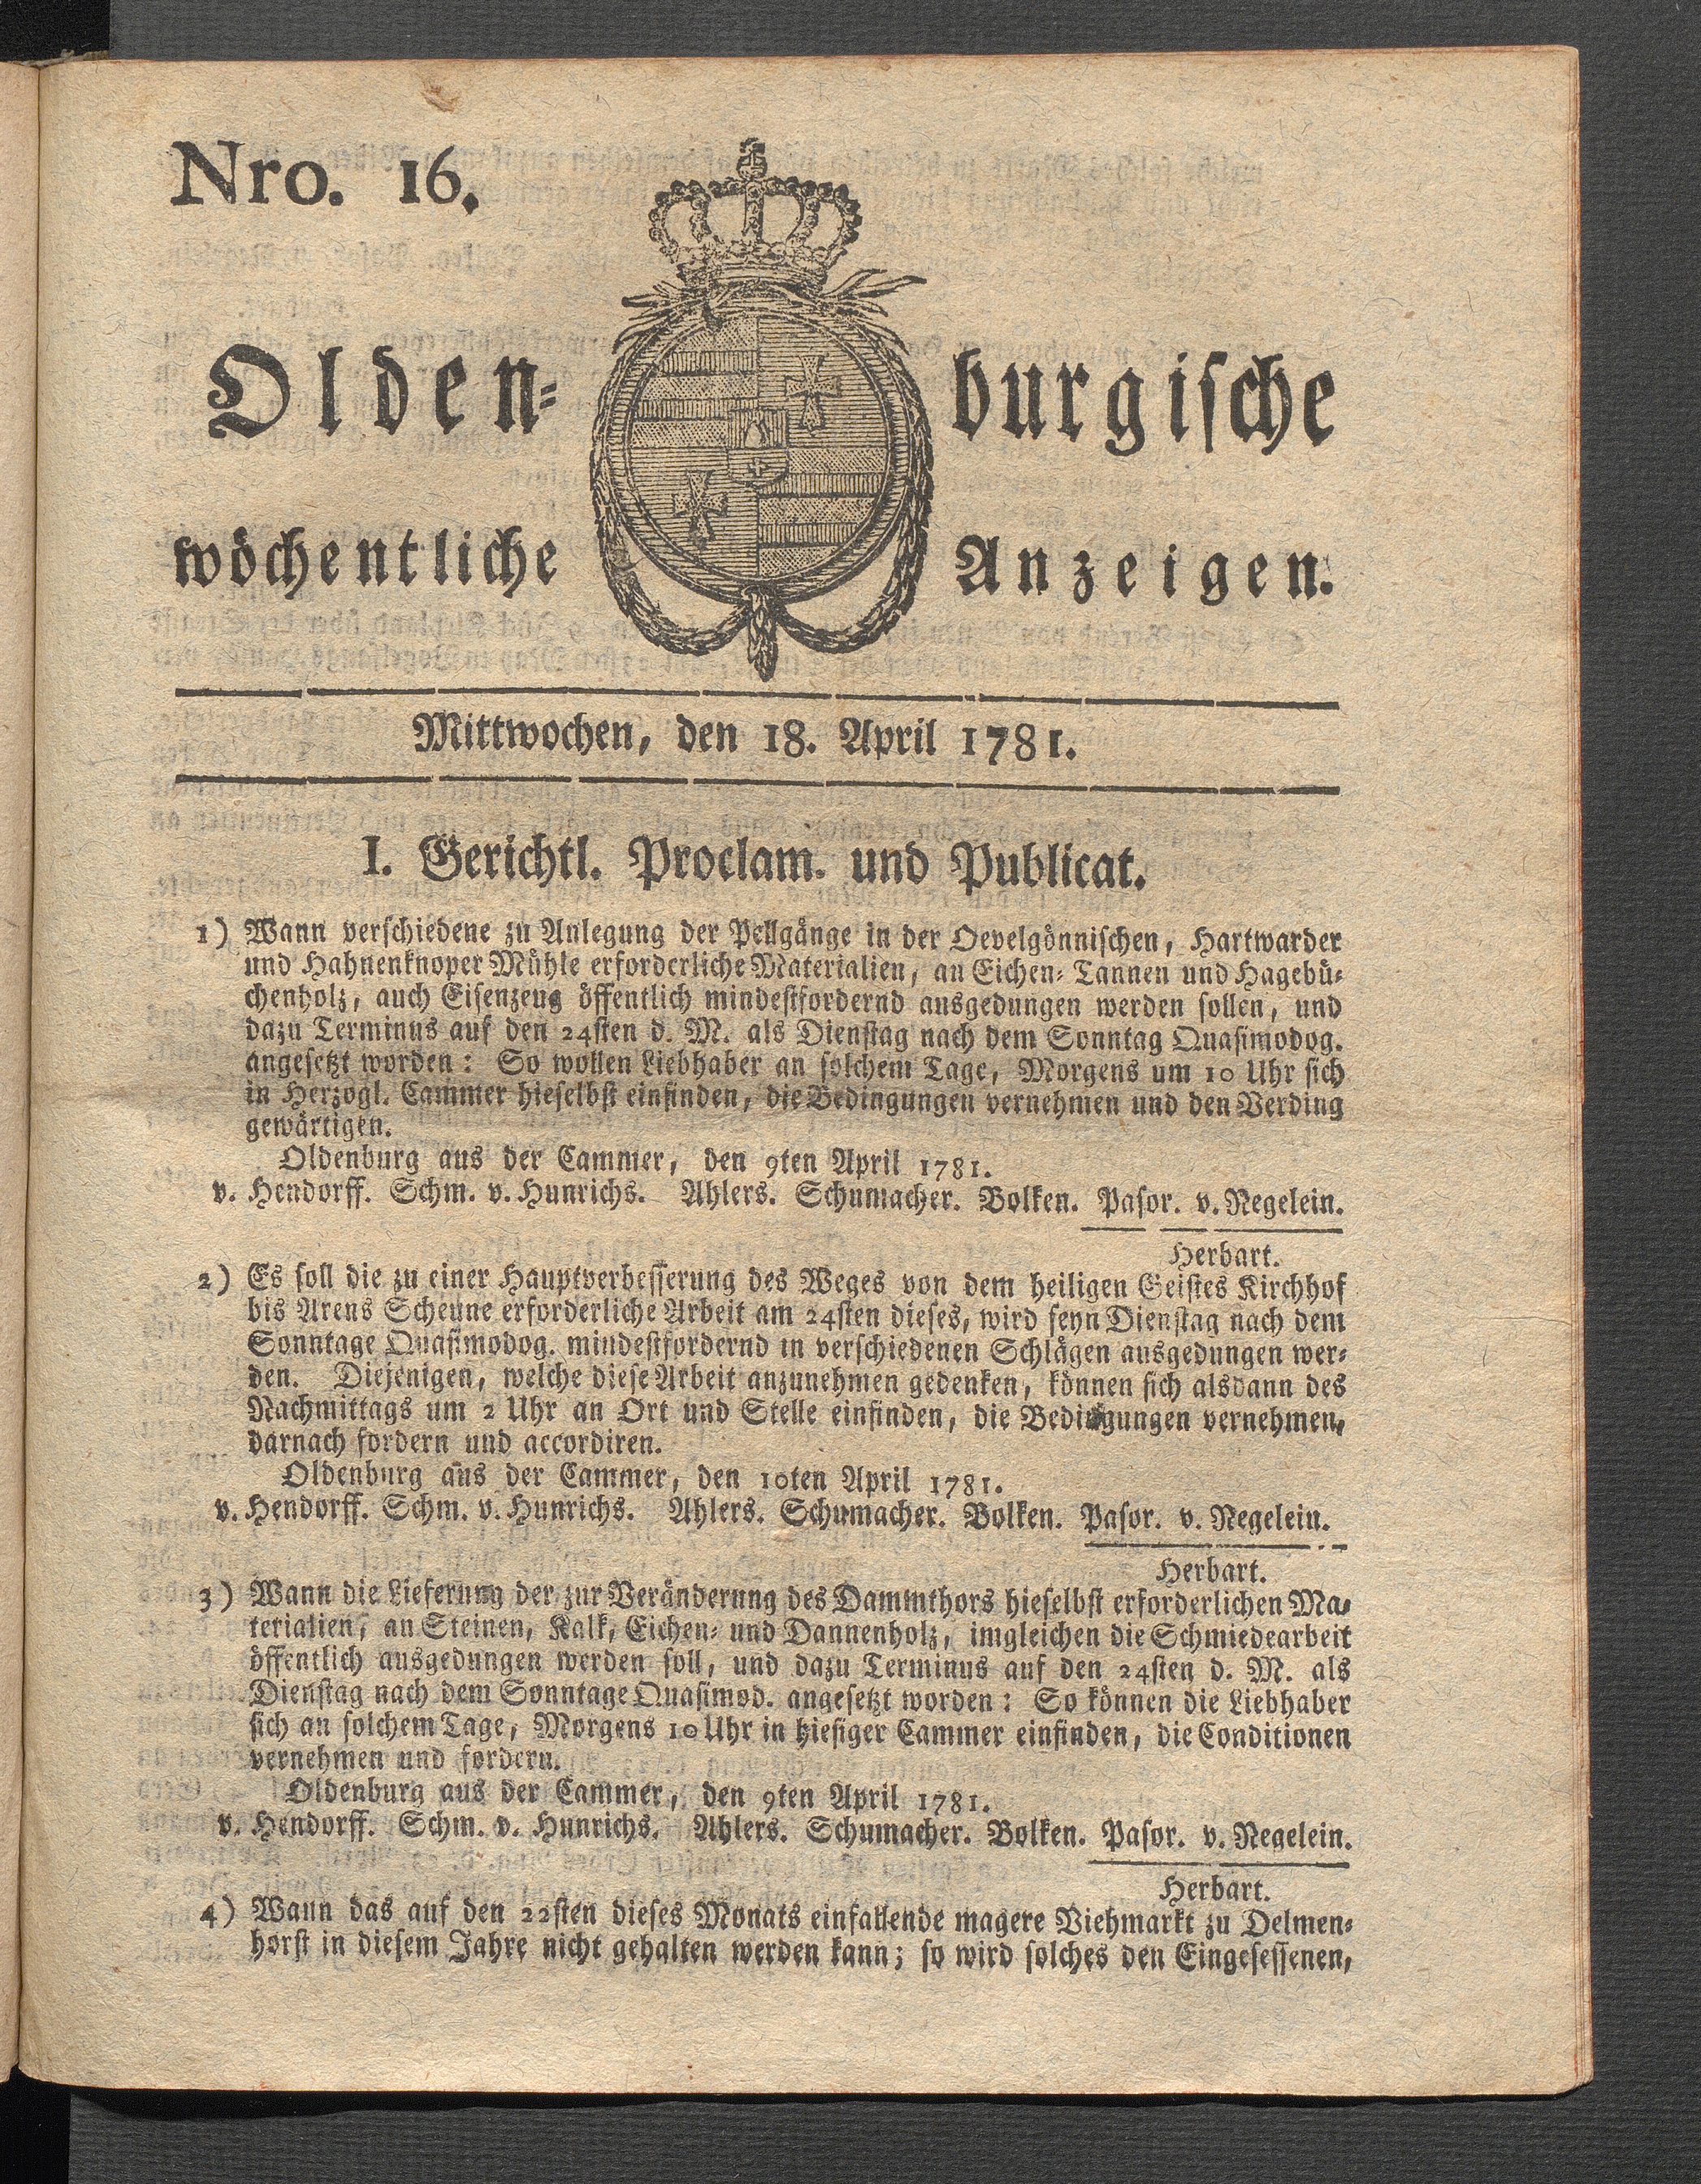 Nro. 16.
Olden= burgische
wöchentliche Anzeigen.
Mittwochen, den 18. April 1781.
I. Gerichtl. Proclam. und Publicat.
1) Wann verschiedene zu Anlegung der Pellgänge in der Oevelgönnischen, Hartwarder
und Hahnenknoper Mühle erforderliche Materialien, an Eichen= Tannen und Hagebü=
chenholz, auch Eisenzeug öffentlich mindestfordernd ausgedungen werden sollen, und
dazu Terminus auf den 24sten d. M. als Dienstag nach dem Sonntag Quasimodog.
angesetzt worden: So wollen Liebhaber an solchem Tage, Morgens um 10 Uhr sich
in Herzogl. Cammer hieselbst einfinden, die Bedingungen vernehmen und den Verding
gewärtigen.
Oldenburg aus der Cammer, den 9ten April 1781.
v. Hendorff. Schm. v. Hunrichs. Ahlers. Schumacher. Bolken. Pasor. v. Negelein.
Herbart.
2) Es soll die zu einer Hauptverbesserung des Weges von dem heiligen Geistes Kirchhof
bis Arens Scheune erforderliche Arbeit am 24sten dieses, wird seyn Dienstag nach dem
Sonntage Quasimodog. mindestfordernd in verschiedenen Schlägen ausgedungen wer=
den. Diejenigen, welche diese Arbeit anzunehmen gedenken, können sich alsdann des
Nachmittags um 2 Uhr an Ort und Stelle einfinden, die Bedingungen vernehmen,
darnach fordern und accordiren.
Oldenburg aus der Cammer, den 10ten April 1781.
v. Hendorff. Schm. v. Hunrichs. Ahlers. Schumacher. Bolken. Pasor. v. Negelein.
Herbart.
3) Wann die Lieferung der zur Veränderung des Dammthors hieselbst erforderlichen Ma=
terialien, an Steinen, Kalk, Eichen= und Dannenholz, imgleichen die Schmiedearbeit
öffentlich ausgedungen werden soll, und dazu Terminus auf den 24sten d. M. als
Dienstag nach dem Sonntage Quasimod. angesetzt worden: So können die Liebhaber
sich an solchem Tage, Morgens 10 Uhr in hiesiger Cammer einfinden, die Conditionen
vernehmen und fordern.
Oldenburg aus der Cammer, den 9ten April 1781.
v. Hendorff. Schm. v. Hunrichs. Ahlers. Schumacher. Bolken. Pasor. v. Negelein.
Herbart.
4) Wann das auf den 22sten dieses Monats einfallende magere Viehmarkt zu Delmen=
horst in diesem Jahre nicht gehalten werden kann; so wird solches den Eingesessenen,